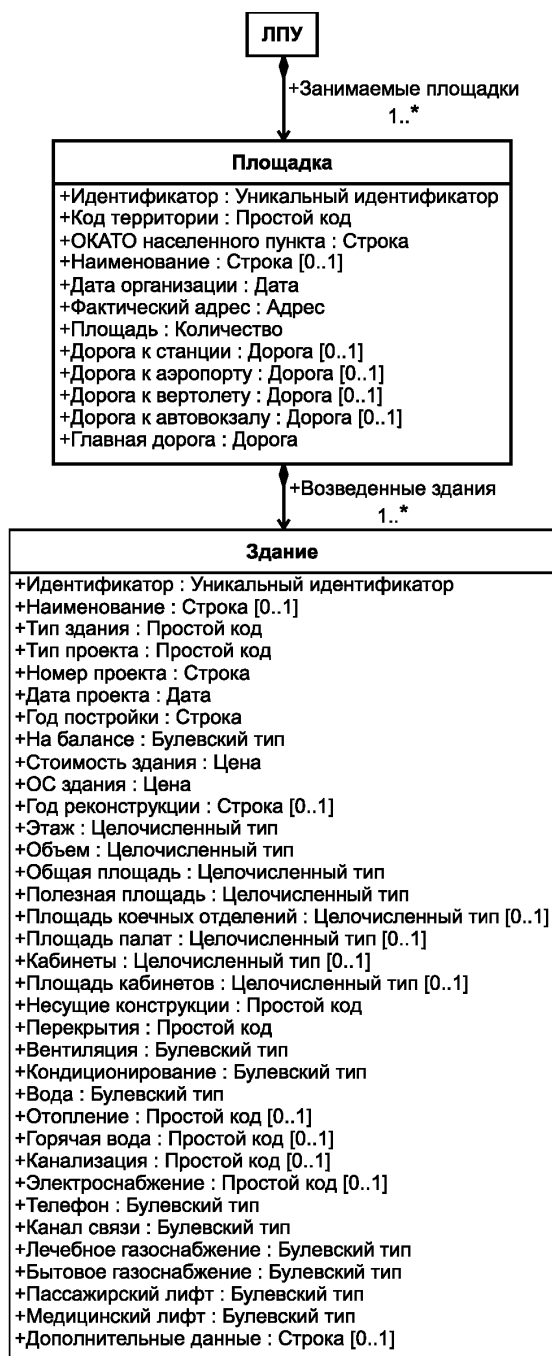 ЛПУ
+Занимаемые площадки
1..*
Площадка
+Идентификатор : Уникальный идентификатор
+Код территории : Простой код
+ОКАТО населенного пункта : Строка
+Наименование : Строка [0..1]
+Дата организации : Дата
+Фактический адрес : Адрес
+Площадь : Количество
+Дорога к станции : Дорога [0..1]
+Дорога к аэропорту : Дорога [0..1]
+Дорога к вертолету : Дорога [0..1]
+Дорога к автовокзалу : Дорога [0..1]
+Главная дорога : Дорога
+Возведенные здания
1..*
Здание
+Идентификатор : Уникальный идентификатор
+Наименование : Строка [0..1]
+Тип здания : Простой код
+Тип проекта : Простой код
+Номер проекта : Строка
+Дата проекта : Дата
+Год постройки : Строка
+На балансе : Булевский тип
+Стоимость здания : Цена
+ОС здания : Цена
+Год реконструкции : Строка [0..1]
+Этаж : Целочисленный тип
+Объем : Целочисленный тип
+Общая площадь : Целочисленный тип
+Полезная площадь : Целочисленный тип
+Площадь коечных отделений : Целочисленный тип [0..1]
+Площадь палат : Целочисленный тип [0..1]
+Кабинеты : Целочисленный тип [0..1]
+Площадь кабинетов : Целочисленный тип [0..1]
+Несущие конструкции : Простой код
+Перекрытия : Простой код
+Вентиляция : Булевский тип
+Кондиционирование : Булевский тип
+Вода : Булевский тип
+Отопление : Простой код [0..1]
+Горячая вода : Простой код [0..1]
+Канализация : Простой код [0..1]
+Электроснабжение : Простой код [0..1]
+Телефон : Булевский тип
+Канал связи : Булевский тип
+Лечебное газоснабжение : Булевский тип
+Бытовое газоснабжение : Булевский тип
+Пассажирский лифт : Булевский тип
+Медицинский лифт : Булевский тип
+Дополнительные данные : Строка [0..1]